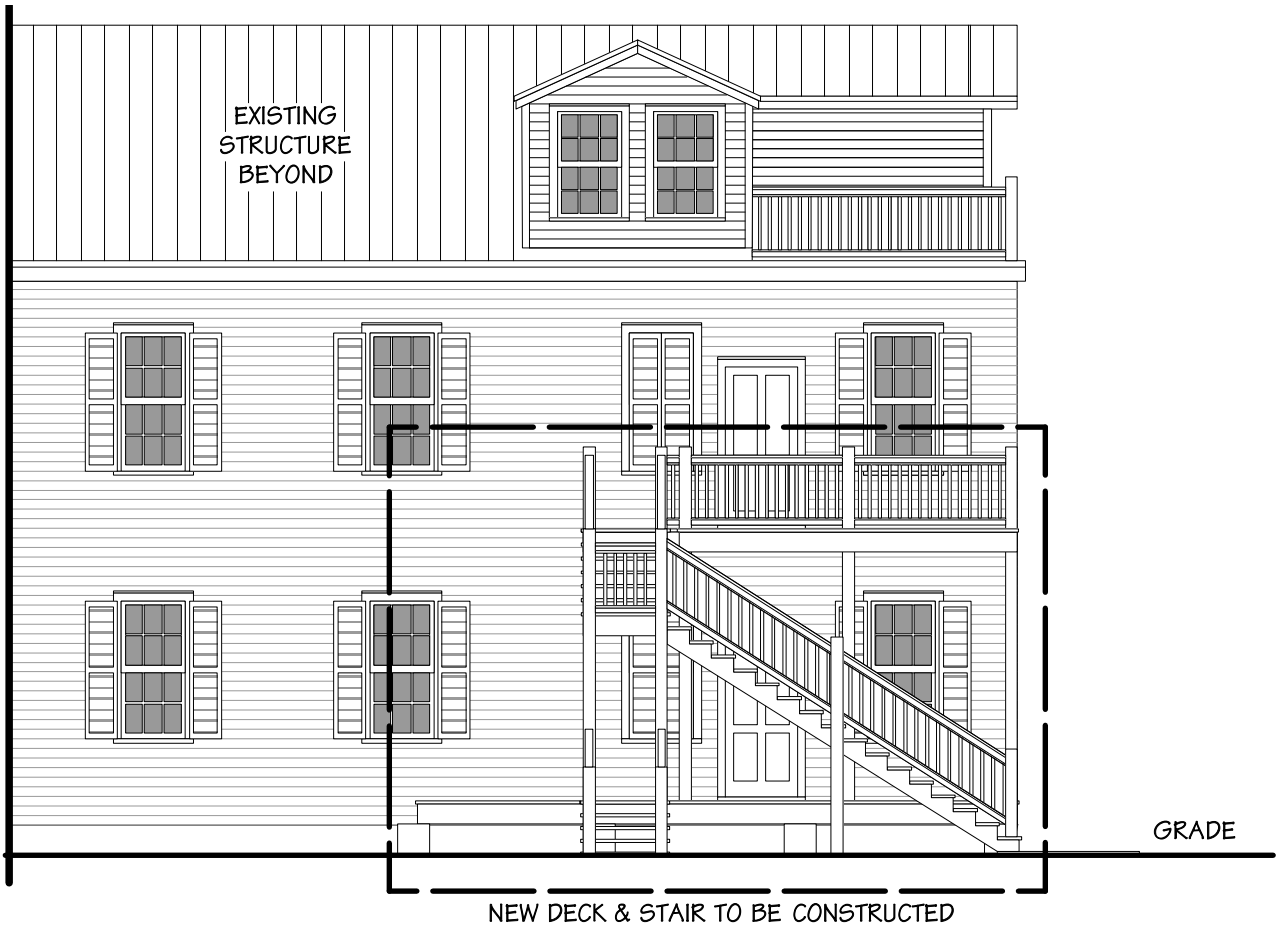 EXISTING
STRUCTURE
BEYOND
GRADE
NEW DECK & STAIR TO BE CONSTRUCTED